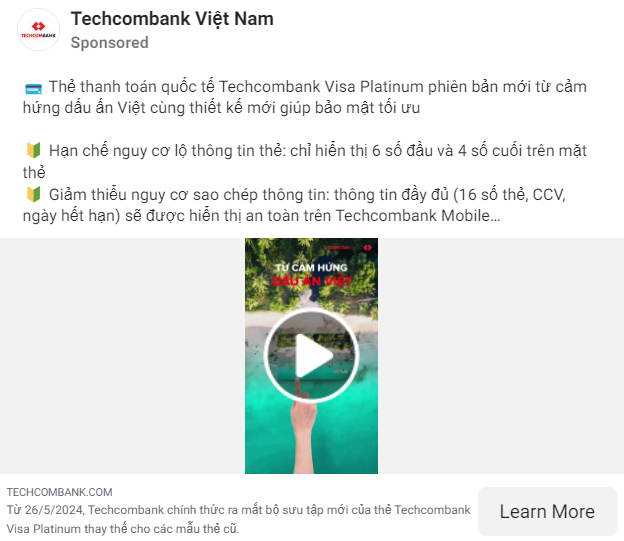 Techcombank Việt Nam
TECHCOMBANK
Sponsored
Thẻ thanh toán quốc tế Techcombank Visa Platinum phiên bản mới từ cảm
hứng dấu ấn Việt cùng thiết kế mới giúp bảo mật tối ưu
Hạn chế nguy cơ lộ thông tin thẻ: chỉ hiển thị 6 số đầu và 4 số cuối trên mặt
thẻ
Giảm thiểu nguy cơ sao chép thông tin: thông tin đầy đủ (16 số thẻ, CCV,
ngày hết hạn) sẽ được hiển thị an toàn trên Techcombank Mobile…
TECHCOMBANK
TỪ CẢM HỨNG
DẤU ẤN VIỆT
TECHCOMBANK.COM
Từ 26/5/2024, Techcombank chính thức ra mắt bộ sưu tập mới của thẻ Techcombank
Visa Platinum thay thế cho các mẫu thẻ cũ.
Learn More